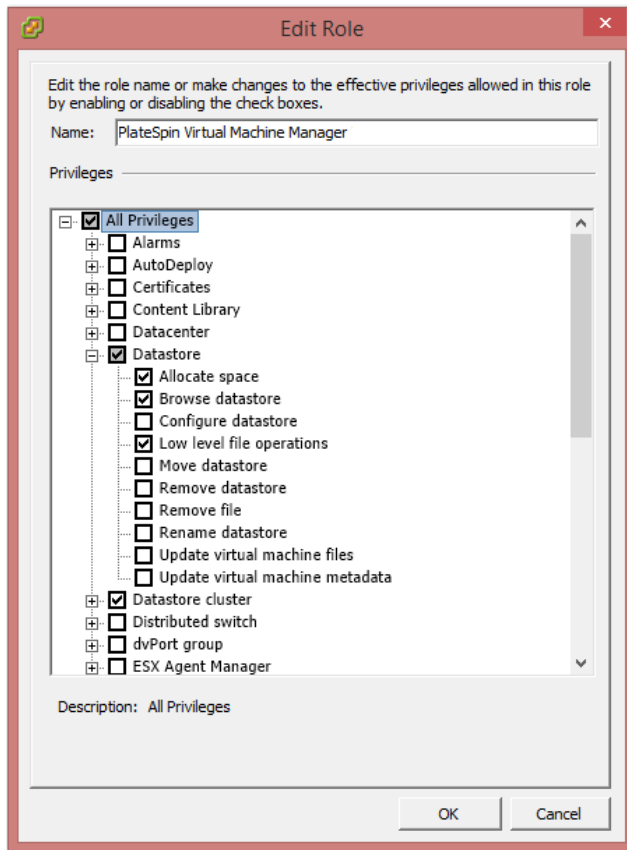 Edit Role
Edit the role name or make changes to the effective privileges allowed in this role
by enabling or disabling the check boxes.
Name: PlateSpin Virtual Machine Manager
Privileges
All Privileges
Alarms
AutoDeploy
Certificates
Content Library
Datacenter
Datastore
Allocate space
Browse datastore
Configure datastore
Low level file operations
Move datastore
Remove datastore
Remove file
Rename datastore
Update virtual machine files
Update virtual machine metadata
Datastore cluster
Distributed switch
dvPort group
ESX Agent Manager
Description: All Privileges
OK Cancel